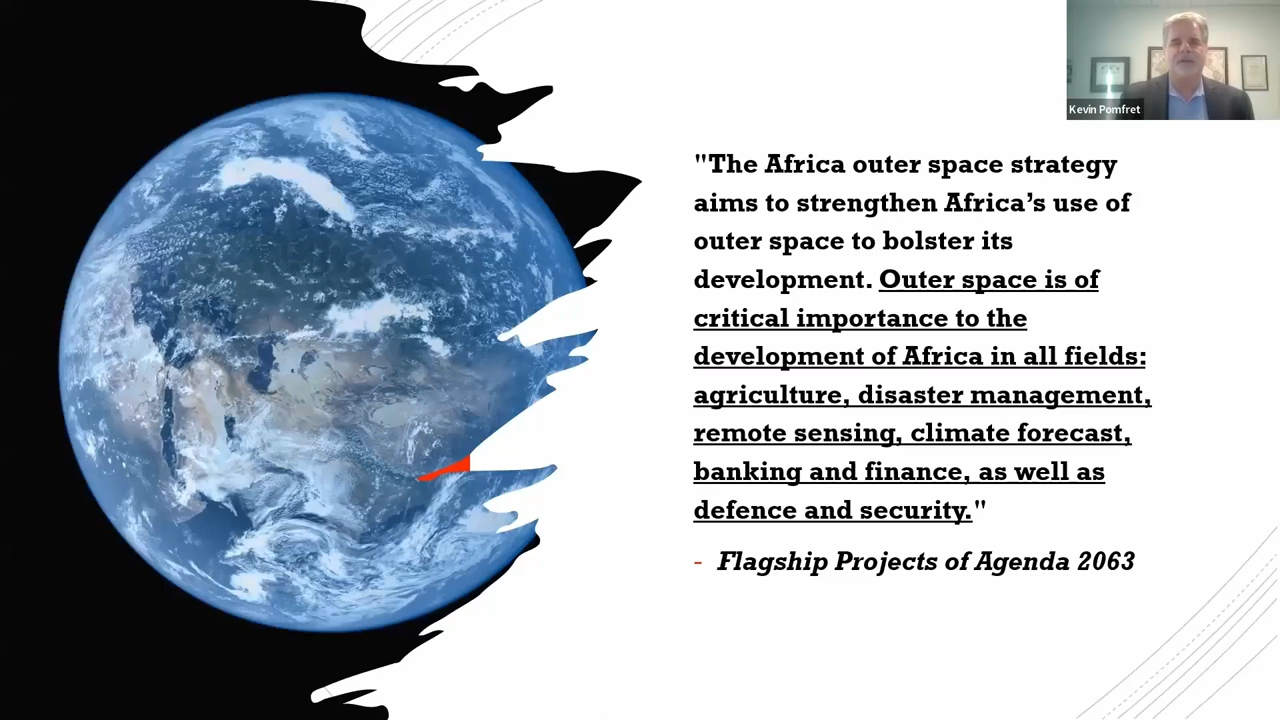 Kevin Pomfret
"The Africa outer space strategy
aims to strengthen Africa’s use of
outer space to bolster its
development. Outer space is of
critical importance to the
development of Africa in all fields:
agriculture, disaster management,
remote sensing, climate forecast,
banking and finance, as well as
defence and security."
- Flagship Projects of Agenda 2063